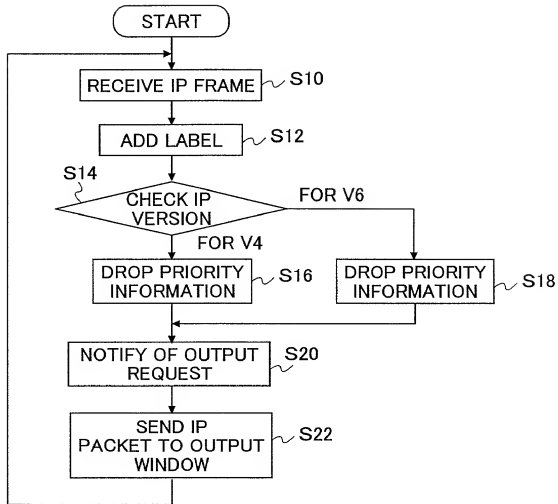 START
RECEIVE IP FRAME
S10
ADD LABEL
S12
S14
CHECK IP
VERSION
FOR V6
FOR V4
DROP PRIORITY
INFORMATION
S16
DROP PRIORITY
INFORMATION
S18
NOTIFY OF OUTPUT
REQUEST
S20
SEND IP
PACKET TO OUTPUT
WINDOW
S22